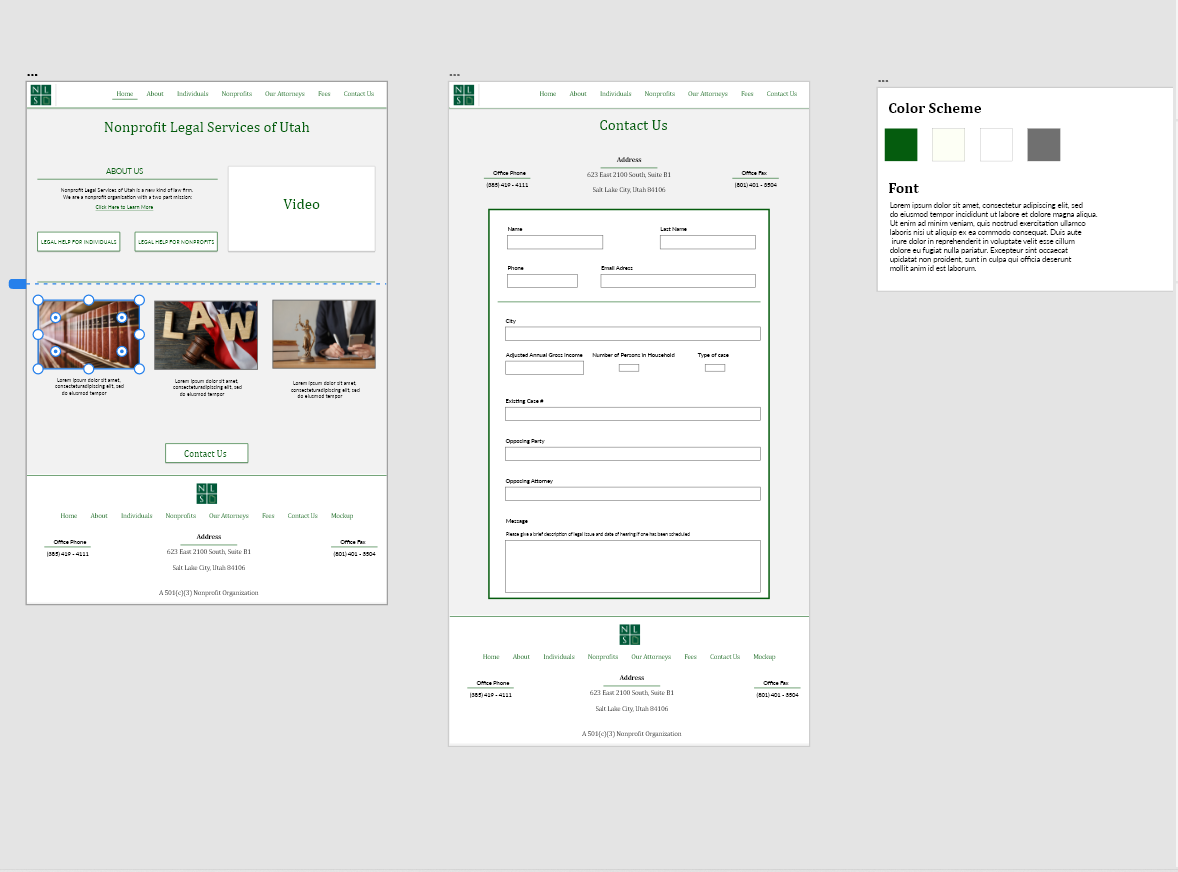 NL
S
Home About Individuals Nonprofits Our Attorneys Fees Contact Us
Nonprofit Legal Services of Utah
ABOUT US
Nonprofit Legal Services of Utah is a new kind of law firm.
We are a nonprofit organization with a two part mission:
Click Here to Learn More
LEGAL HELP FOR INDIVIDUALS
LEGAL HELP FOR NONPROFITS
Video
LAW
Lorem ipsum dolor sit amet,
consecteturadipiscing elit, sed
do eiusmod tempor
Lorem ipsum dolor sit amet,
consecteturadipiscing elit, sed
do eiusmod tempor
Lorem ipsum dolor sit amet,
consecteturadipiscing elit, sed
do eiusmod tempor
Contact Us
NL
S
Home About Individuals Nonprofits Our Attorneys Fees Contact Us Mockup
Office Phone
(385) 419 - 4111
Address
623 East 2100 South, Suite B1
Salt Lake City, Utah 84106
Office Fax
(801) 401 - 3504
A 501(c)(3) Nonprofit Organization
NL
S
Home About Individuals Nonprofits Our Attorneys Fees Contact Us
Contact Us
Office Phone
(385) 419 - 4111
Address
623 East 2100 South, Suite B1
Salt Lake City, Utah 84106
Office Fax
(801) 401 - 3504
Name Last Name
Phone Email Adress
City
Adjusted Annual Gross Income Number of Persons in Household Type of case
Existing Case #
Opposing Party
Opposing Attorney
Message
Please give a brief description of legal issue and date of hearing if one has been scheduled
NL
S
Home About Individuals Nonprofits Our Attorneys Fees Contact Us Mockup
Office Phone
(385) 419 - 4111
Address
623 East 2100 South, Suite B1
Salt Lake City, Utah 84106
Office Fax
(801) 401 - 3504
A 501(c)(3) Nonprofit Organization
Color Scheme
Font
Lorem ipsum dolor sit amet, consectetur adipiscing elit, sed
do eiusmod tempor incididunt ut labore et dolore magna aliqua.
Ut enim ad minim veniam, quis nostrud exercitation ullamco
laboris nisi ut aliquip ex ea commodo consequat. Duis aute
irure dolor in reprehenderit in voluptate velit esse cillum
dolore eu fugiat nulla pariatur. Excepteur sint occaecat
upidatat non proident, sunt in culpa qui officia deserunt
mollit anim id est laborum.